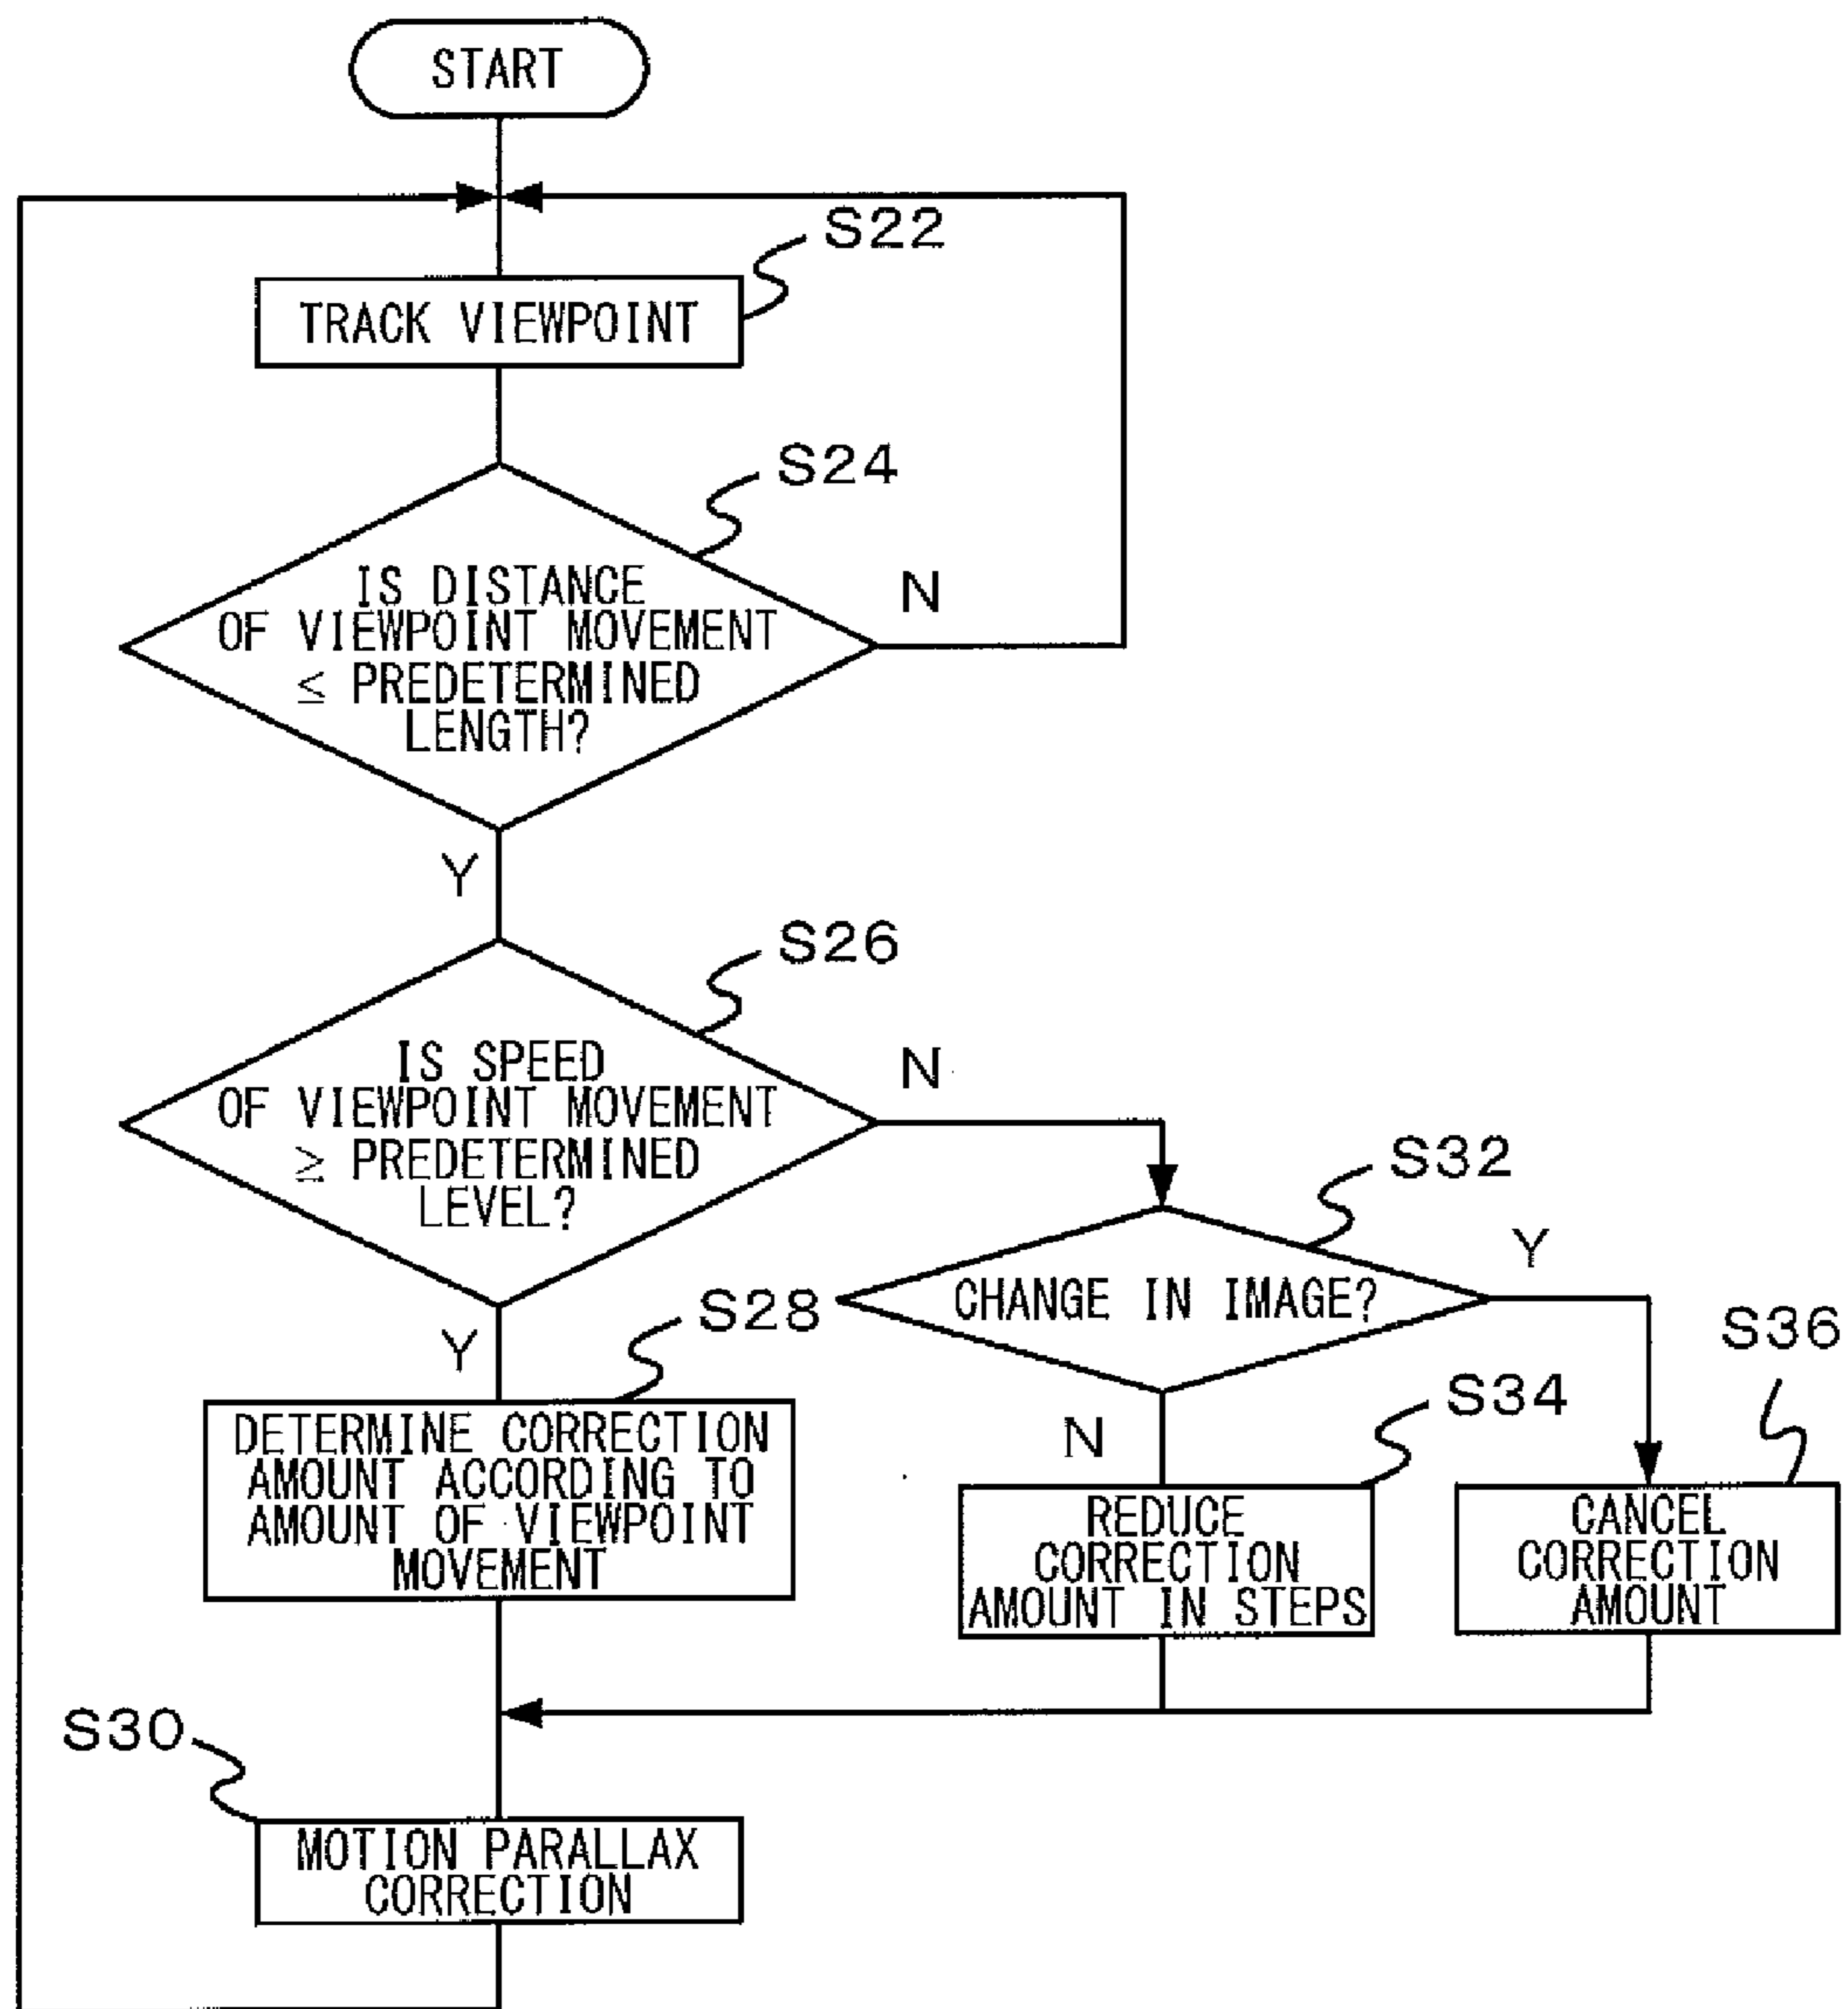 START
S22
TRACK VIEWPOINT
S24
IS DISTANCE
OF VIEWPOINT MOVEMENT
≤ PREDETERMINED
LENGTH?
N
Y
S26
IS SPEED
OF VIEWPOINT MOVEMENT
≥ PREDETERMINED
LEVEL?
N
Y
S32
CHANGE IN IMAGE?
Y
N
S28
DETERMINE CORRECTION
AMOUNT ACCORDING TO
AMOUNT OF VIEWPOINT
MOVEMENT
S34
REDUCE
CORRECTION
AMOUNT IN STEPS
S36
CANCEL
CORRECTION
AMOUNT
S30
MOTION PARALLAX
CORRECTION